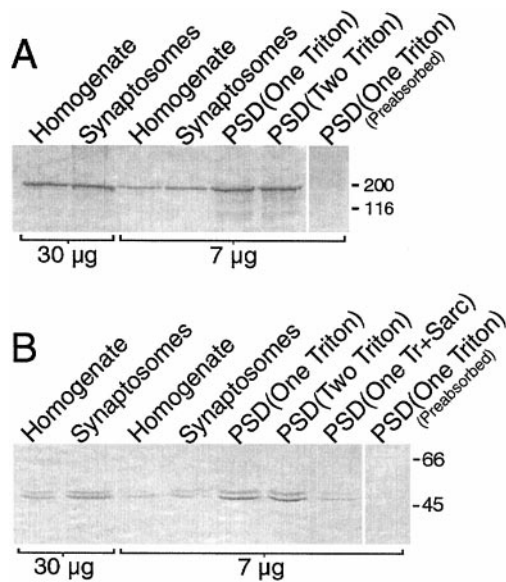 A
Homogenate
Synaptosomes
Homogenate
Synaptosomes
PSD(One Triton)
PSD(Two Triton)
PSD(One Triton)
(Preabsorbed)
- 200
- 116
30 µg
7 µg
B
Homogenate
Synaptosomes
Homogenate
Synaptosomes
PSD(One Triton)
PSD(Two Triton)
PSD(One Tr+Sarc)
PSD(One Triton)
(Preabsorbed)
-66
-45
30 µg
7 µg